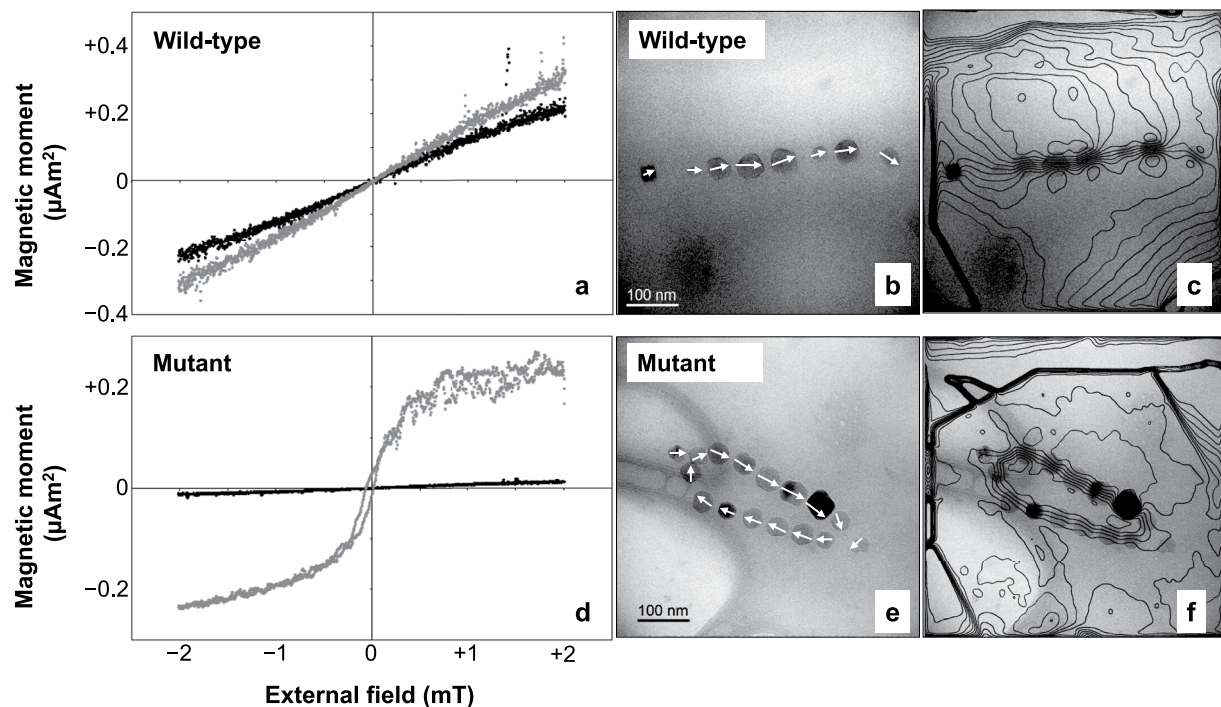 Wild-type
Magnetic moment
(μAm²)
+0.4
+0.2
0
−0.2
−0.4
a
Wild-type
100 nm
b
c
Mutant
Magnetic moment
(μAm²)
+0.2
0
−0.2
−2
−1
0
+1
+2
External field (mT)
d
Mutant
100 nm
e
f